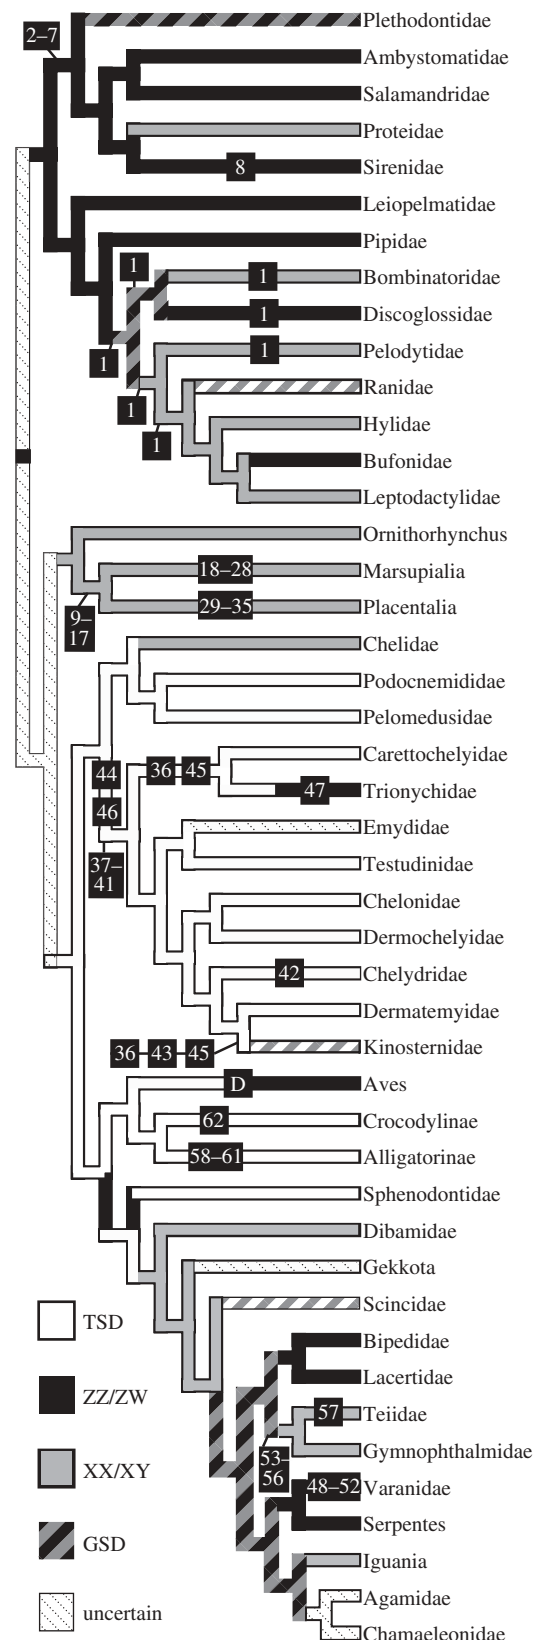 Plethodontidae
2–7
Ambystomatidae
Salamandridae
Proteidae
8
Sirenidae
Leiopelmatidae
Pipidae
1
1
Bombinatoridae
1
Discoglossidae
1
1
Pelodytidae
Ranidae
1
Hylidae
1
Bufonidae
Leptodactylidae
Ornithorhynchus
18–28
Marsupialia
29–35
Placentalia
9–
17
Chelidae
Podocnemididae
Pelomedusidae
Carettochelyidae
44
36
45
47
Trionychidae
46
Emydidae
37–
41
Testudinidae
Chelonidae
Dermochelyidae
42
Chelydridae
Dermatemyidae
36
43
45
Kinosternidae
D
Aves
62
Crocodylinae
58–61
Alligatorinae
Sphenodontidae
Dibamidae
Gekkota
Scincidae
TSD
Bipedidae
Lacertidae
ZZ/ZW
57
Teiidae
Gymnophthalmidae
53–
56
XX/XY
48–52
Varanidae
Serpentes
GSD
Iguania
Agamidae
uncertain
Chamaeleonidae